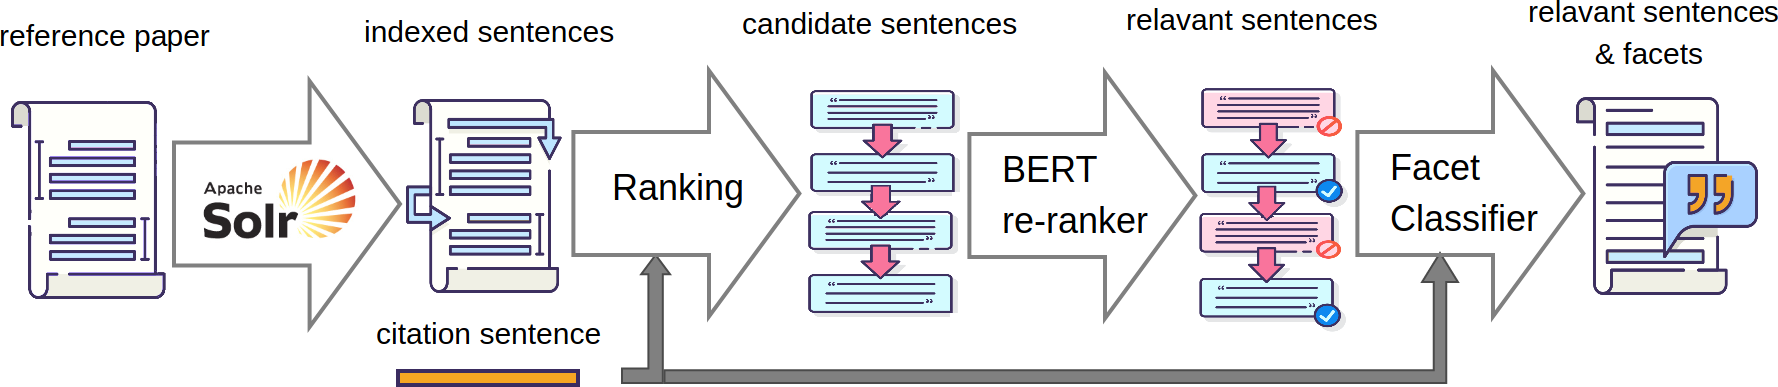 reference paper
indexed sentences
candidate sentences
relavant sentences
relavant sentences
& facets
Apache
Solr
Ranking
BERT
re-ranker
Facet
Classifier
citation sentence